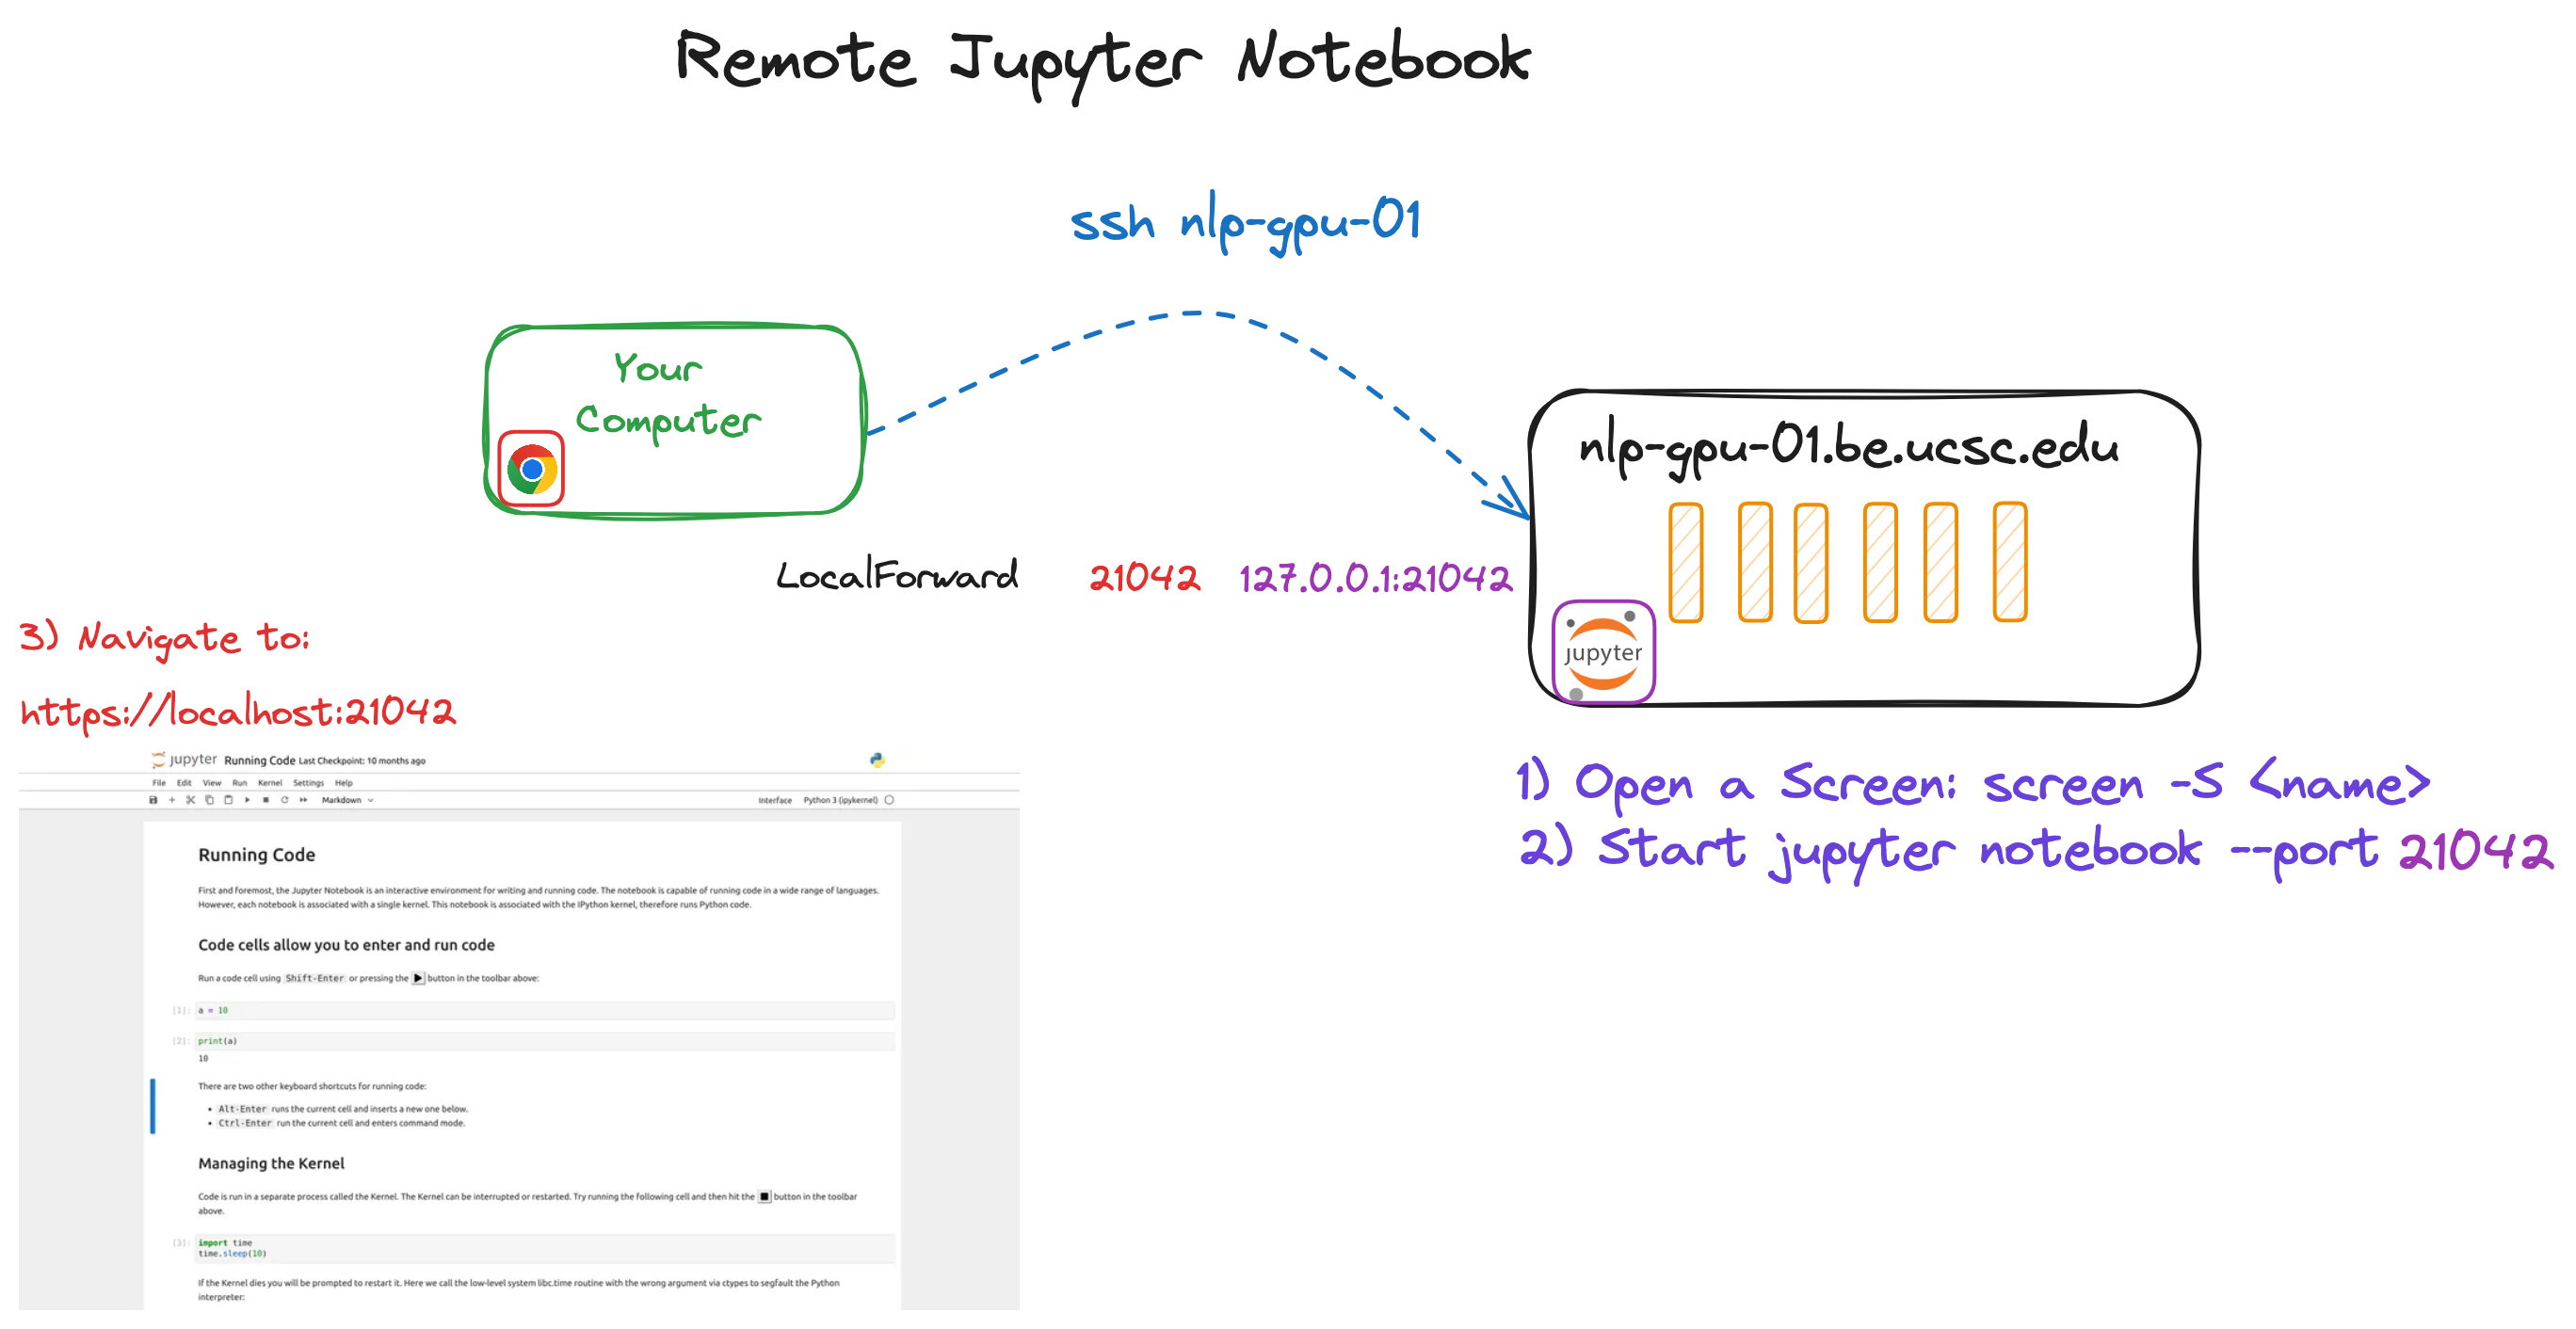 Remote Jupyter Notebook
ssh nlp-gpu-01
Your
Computer
nlp-gpu-01.be.ucsc.edu
LocalForward 21042 127.0.0.1:21042
jupyter
3) Navigate to:
https://localhost:21042
1) Open a Screen: screen -S <name>
2) Start jupyter notebook --port 21042
jupyter Running Code Last Checkpoint: 10 months ago
File Edit View Run Kernel Settings Help
Markdown Interface Python 3 (ipykernel)
Running Code
First and foremost, the Jupyter Notebook is an interactive environment for writing and running code. The notebook is capable of running code in a wide range of languages.
However, each notebook is associated with a single kernel. This notebook is associated with the IPython kernel, therefore runs Python code.
Code cells allow you to enter and run code
Run a code cell using Shift-Enter or pressing the button in the toolbar above:
[1]: a = 10
[2]: print(a)
10
There are two other keyboard shortcuts for running code:
• Alt-Enter runs the current cell and inserts a new one below.
• Ctrl-Enter run the current cell and enters command mode.
Managing the Kernel
Code is run in a separate process called the Kernel. The Kernel can be interrupted or restarted. Try running the following cell and then hit the button in the toolbar
above.
[3]: import time
time.sleep(10)
If the Kernel dies you will be prompted to restart it. Here we call the low-level system libc.time routine with the wrong argument via ctypes to segfault the Python
interpreter: